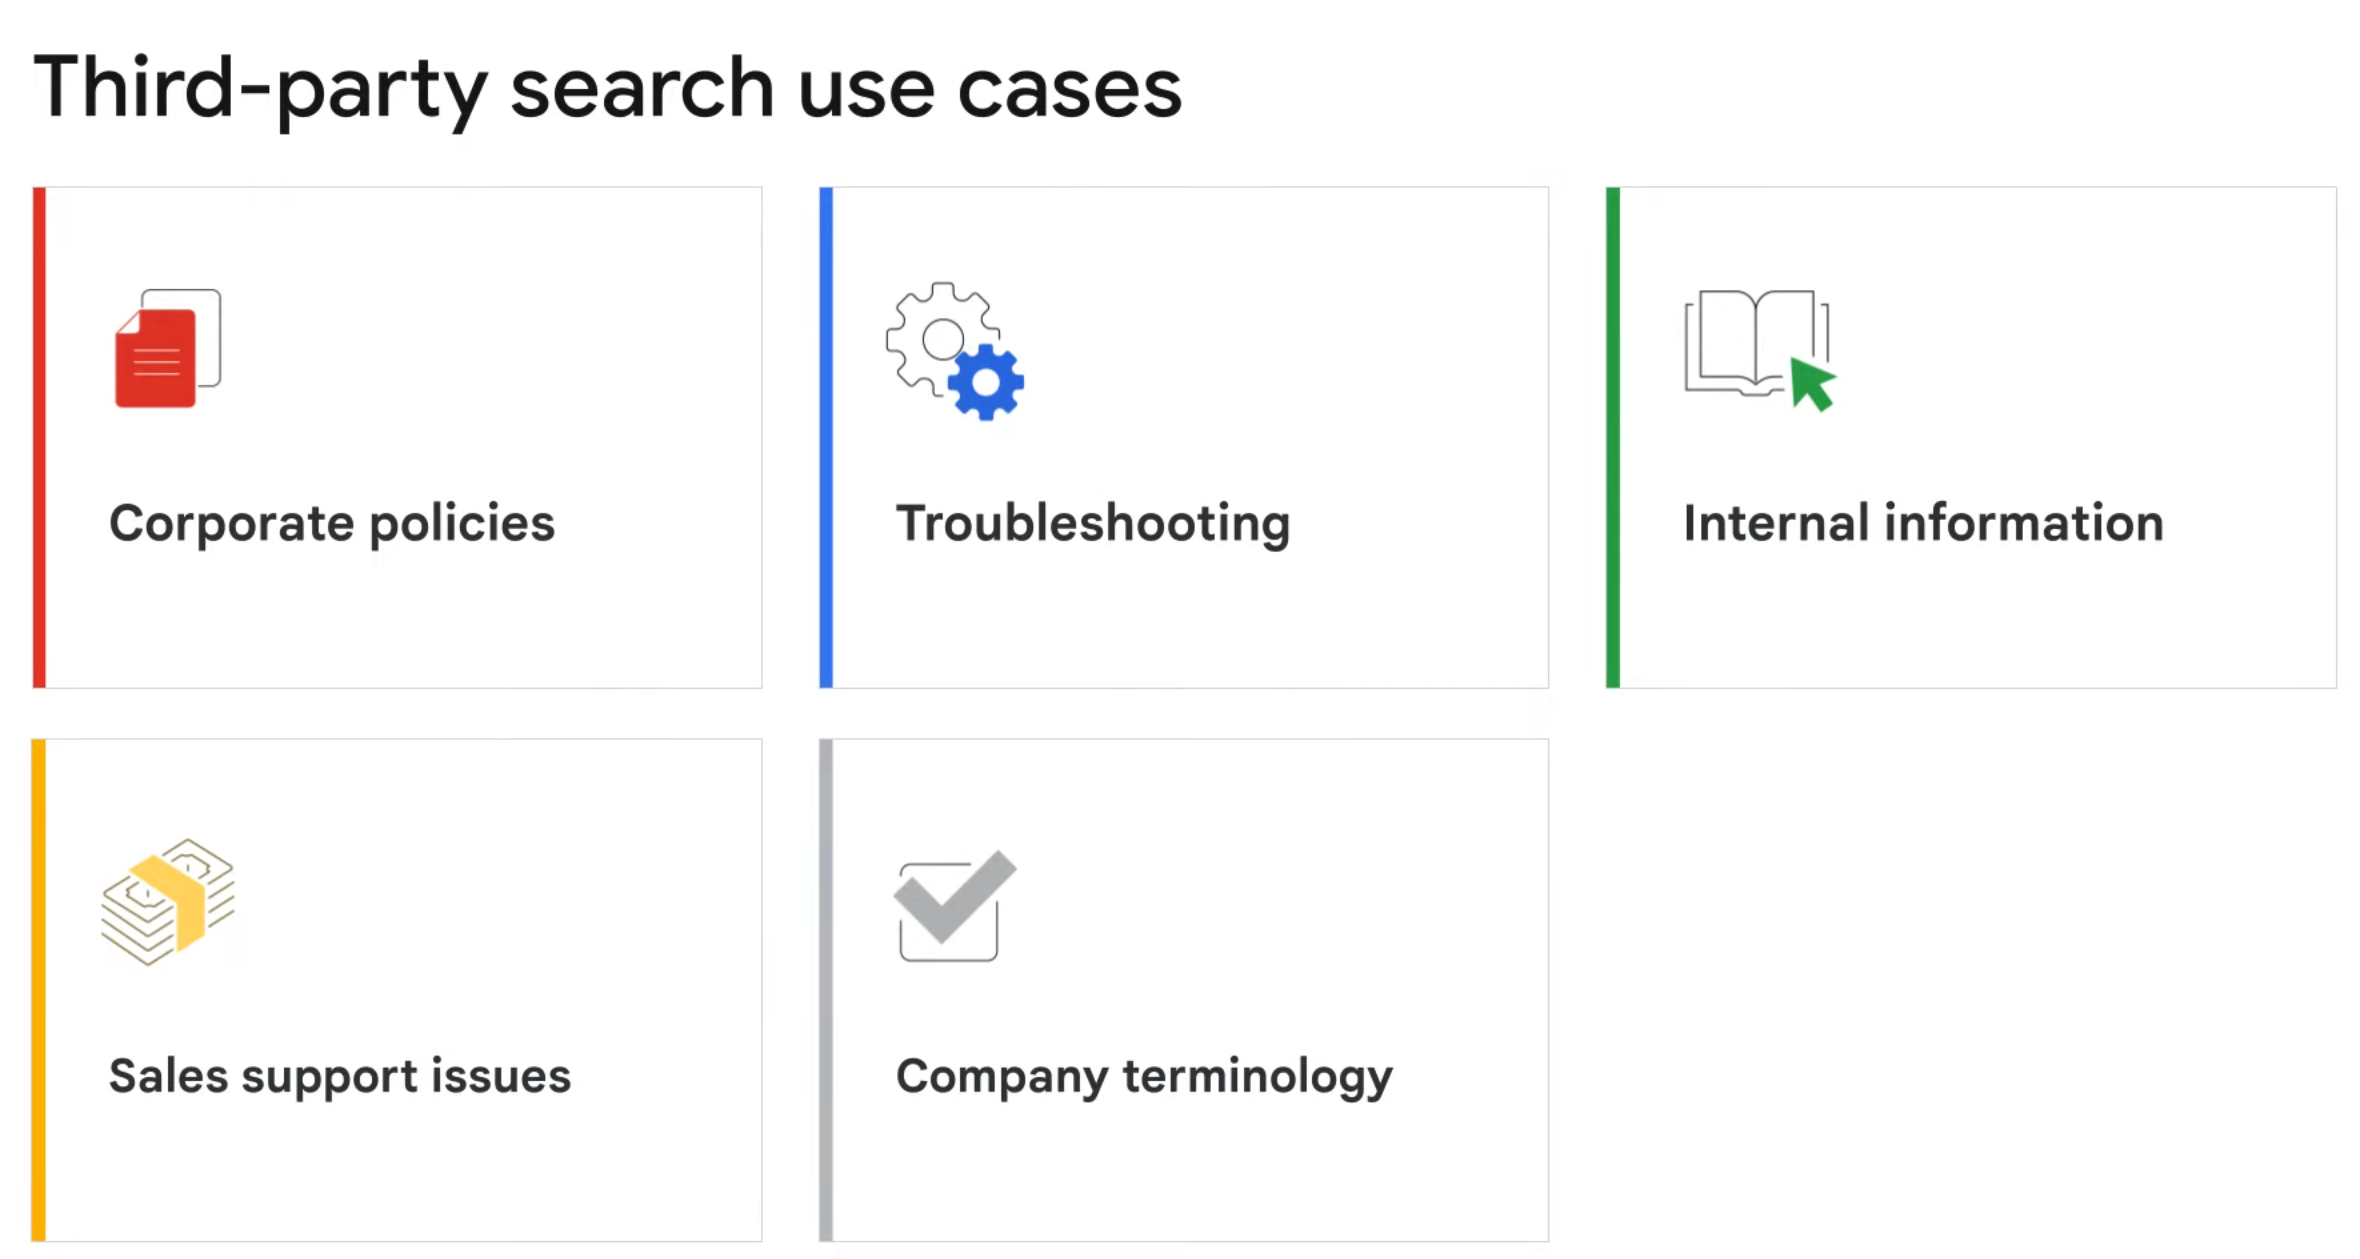 Third-party search use cases
Corporate policies
Troubleshooting
Internal information
Sales support issues
Company terminology